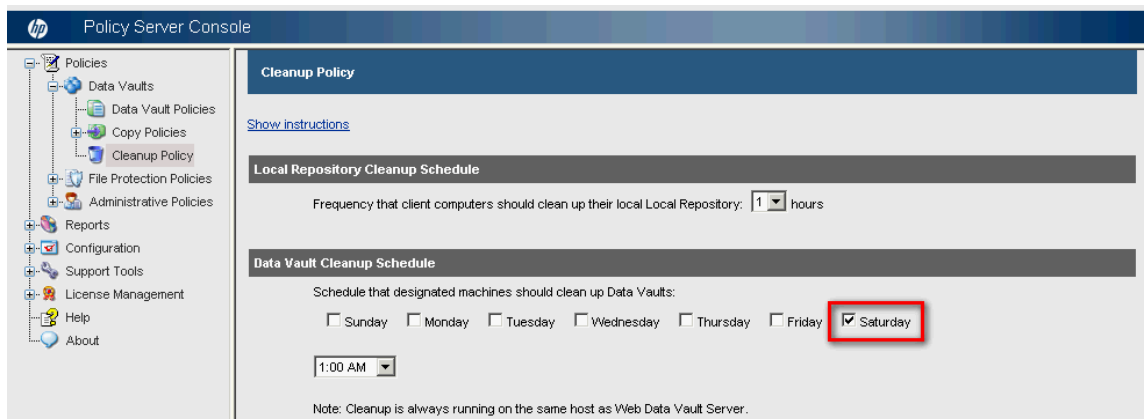 hp
Policy Server Console
Policies
Data Vaults
Data Vault Policies
Copy Policies
Cleanup Policy
File Protection Policies
Administrative Policies
Reports
Configuration
Support Tools
License Management
Help
About
Cleanup Policy
Show instructions
Local Repository Cleanup Schedule
Frequency that client computers should clean up their local Local Repository: 1 hours
Data Vault Cleanup Schedule
Schedule that designated machines should clean up Data Vaults:
Sunday Monday Tuesday Wednesday Thursday Friday Saturday
1:00 AM
Note: Cleanup is always running on the same host as Web Data Vault Server.